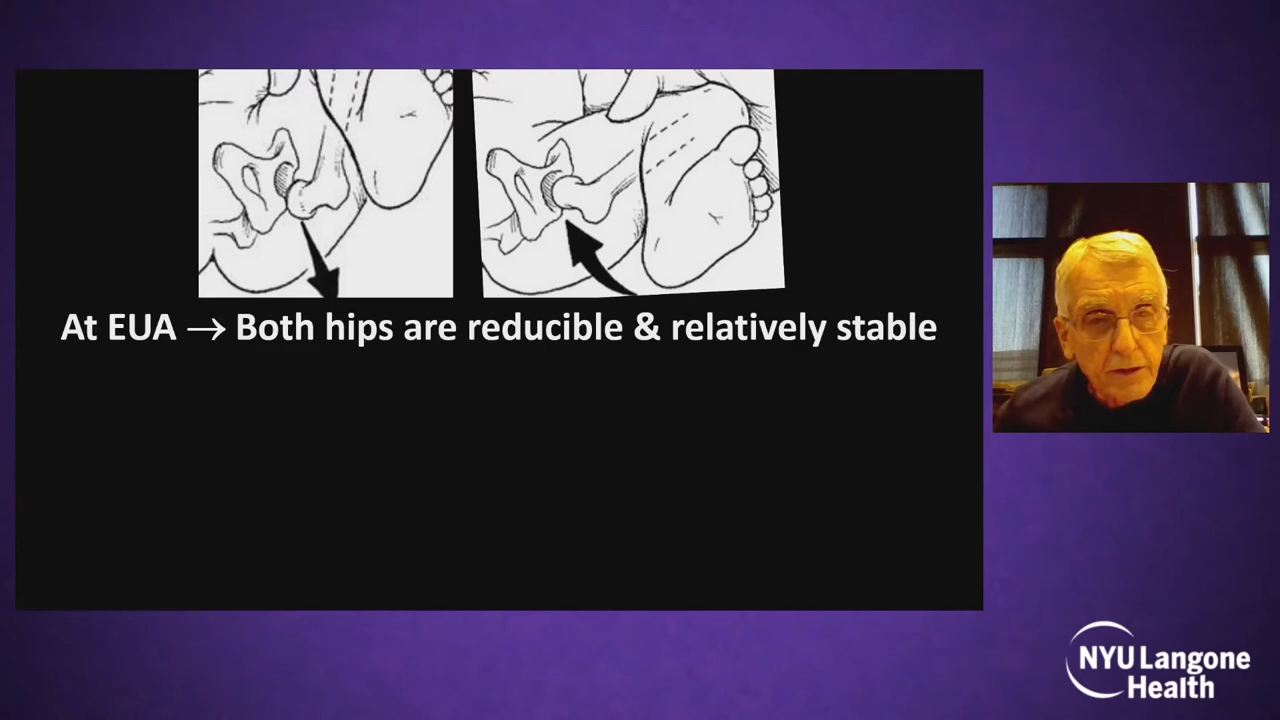 At EUA → Both hips are reducible & relatively stable
NYU Langone
Health